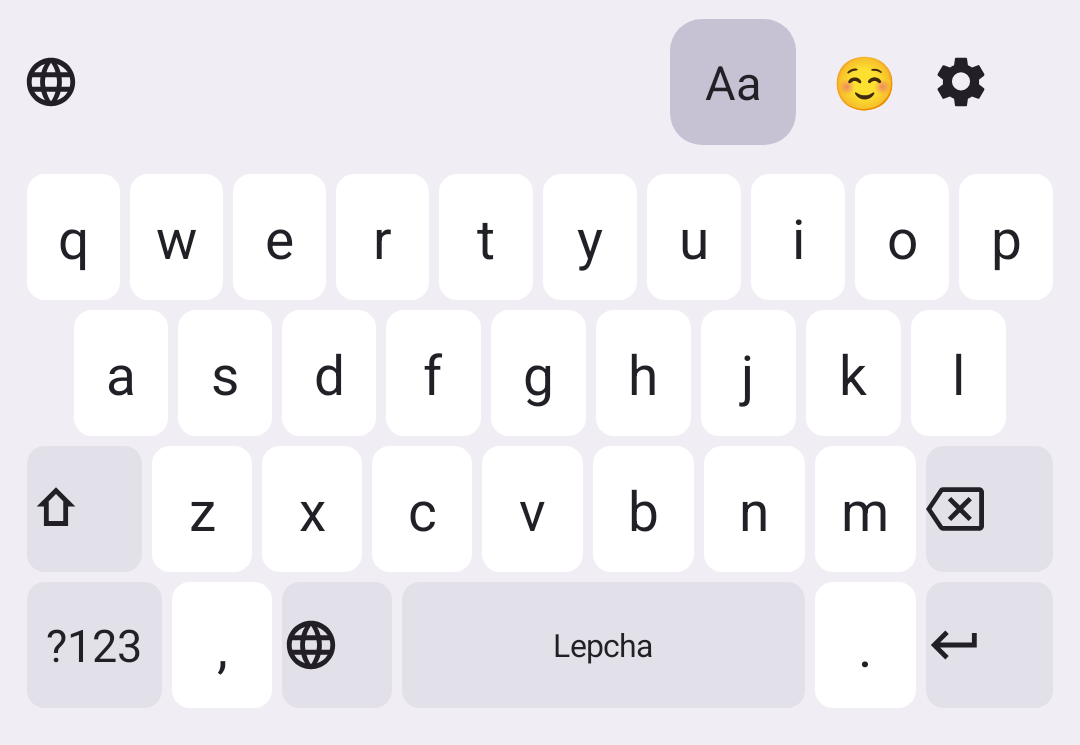 Aa
q w e r t y u i o p
a s d f g h j k l
z x c v b n m
?123 , Lepcha .